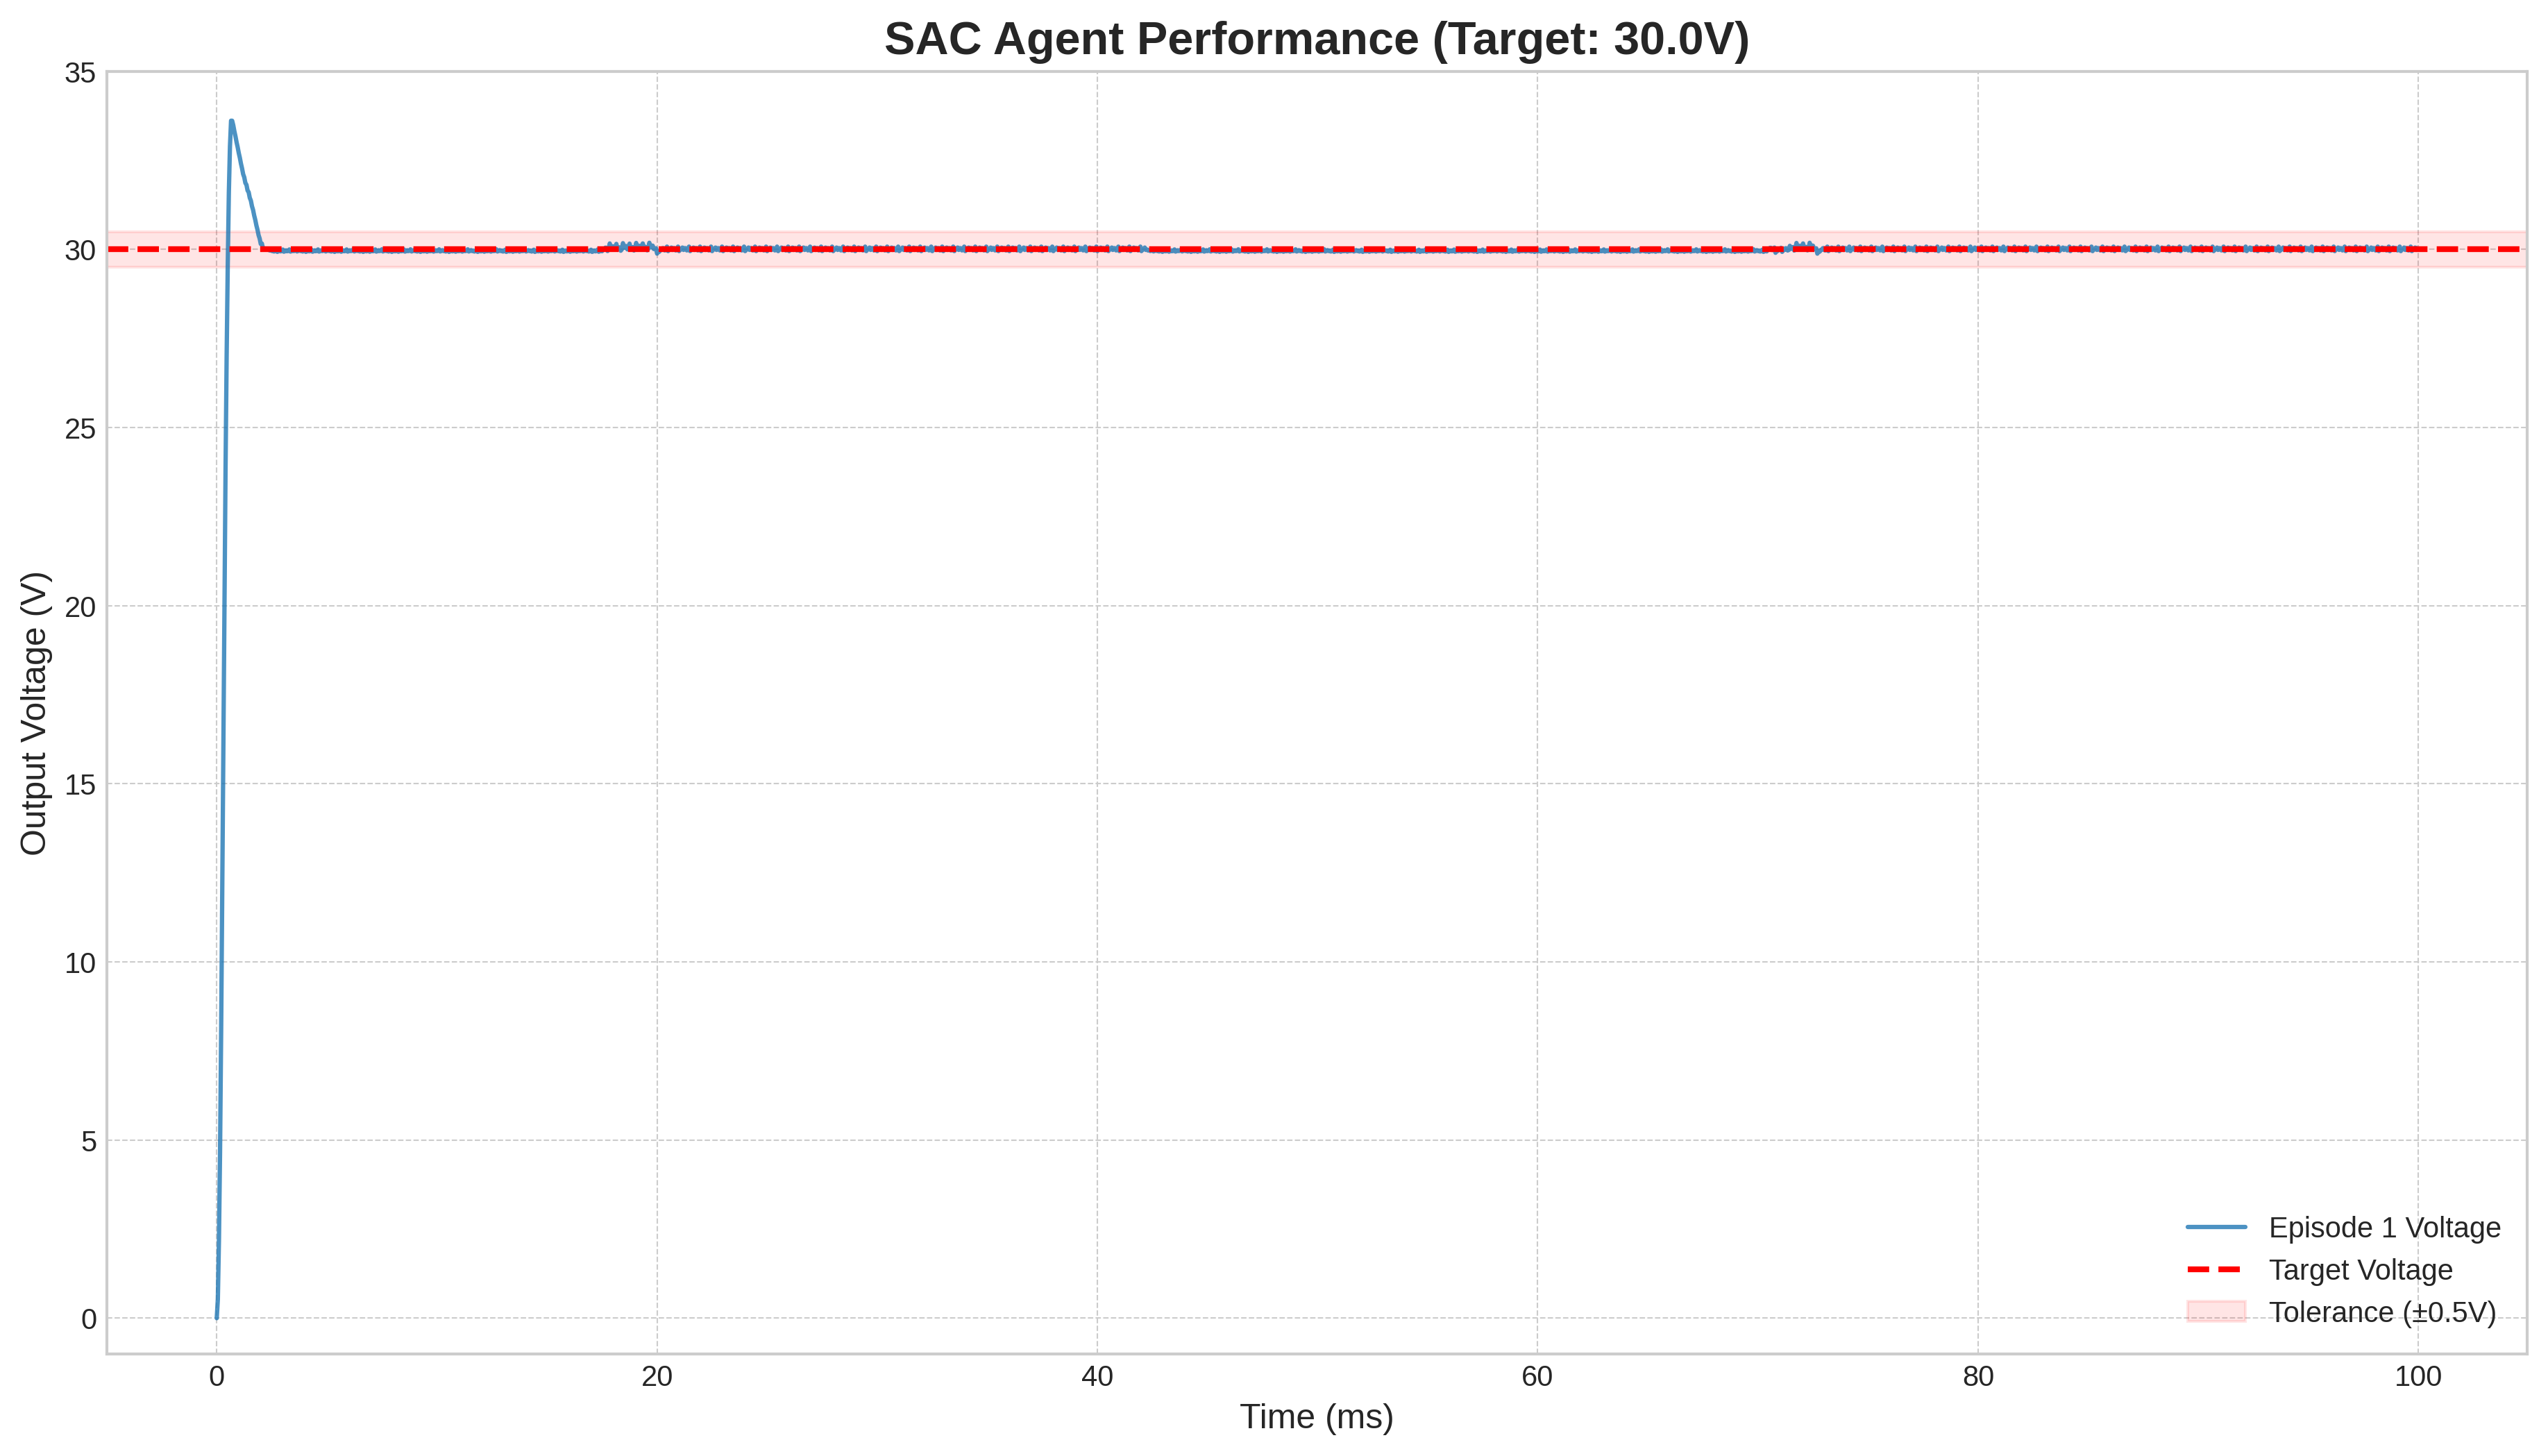 SAC Agent Performance (Target: 30.0V)
35
30
25
20
15
10
5
0
Output Voltage (V)
0 20 40 60 80 100
Time (ms)
Episode 1 Voltage
Target Voltage
Tolerance (±0.5V)